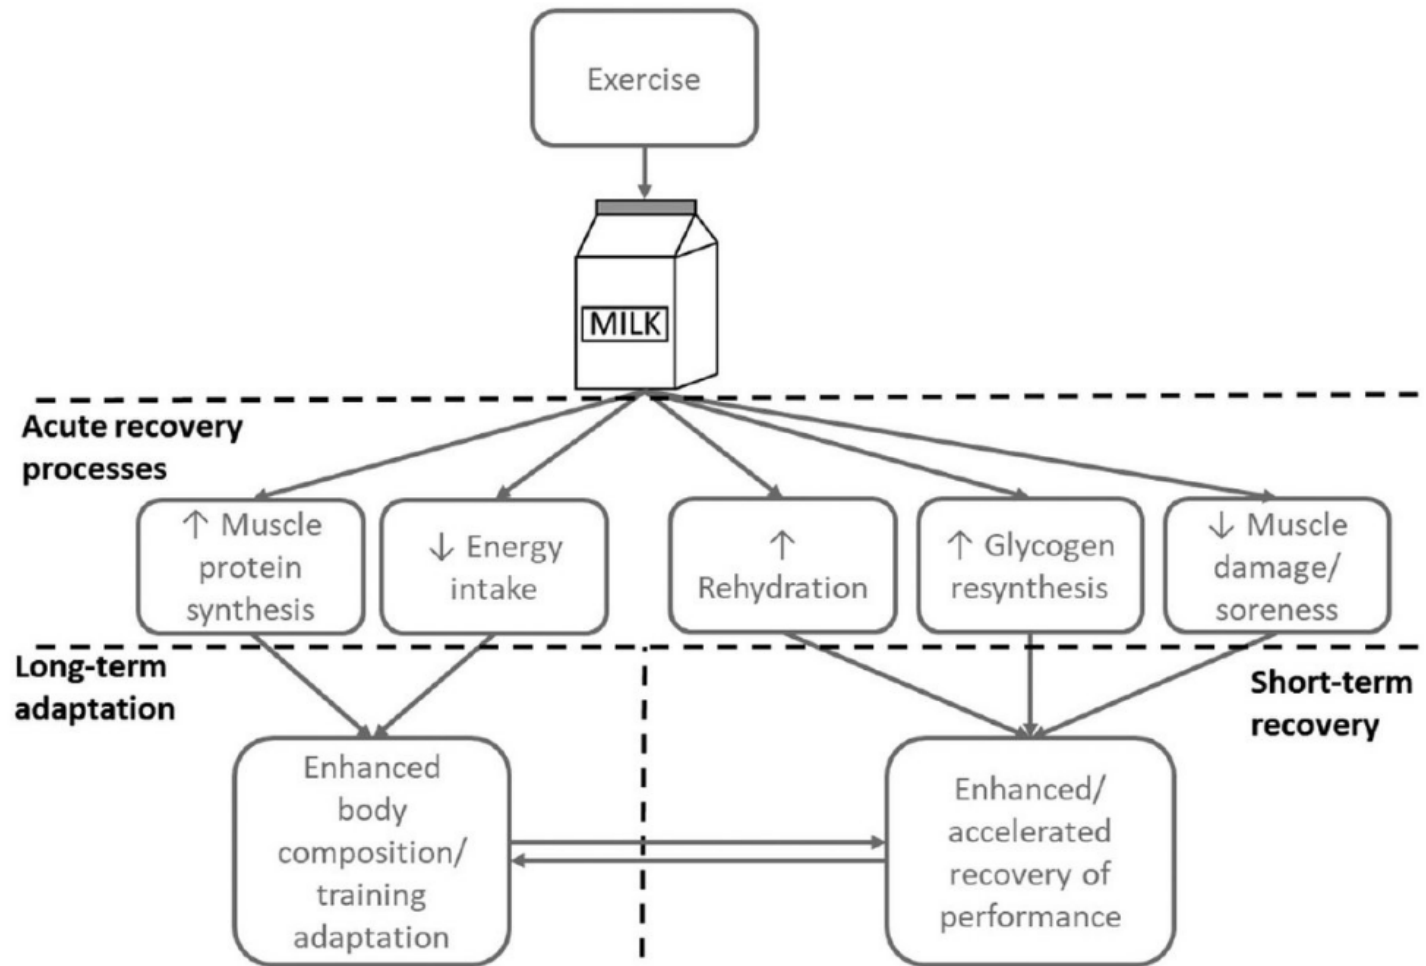 Exercise
MILK
Acute recovery
processes
↑ Muscle
protein
synthesis
↓ Energy
intake
↑
Rehydration
↑ Glycogen
resynthesis
↓ Muscle
damage/
soreness
Long-term
adaptation
Short-term
recovery
Enhanced
body
composition/
training
adaptation
Enhanced/
accelerated
recovery of
performance